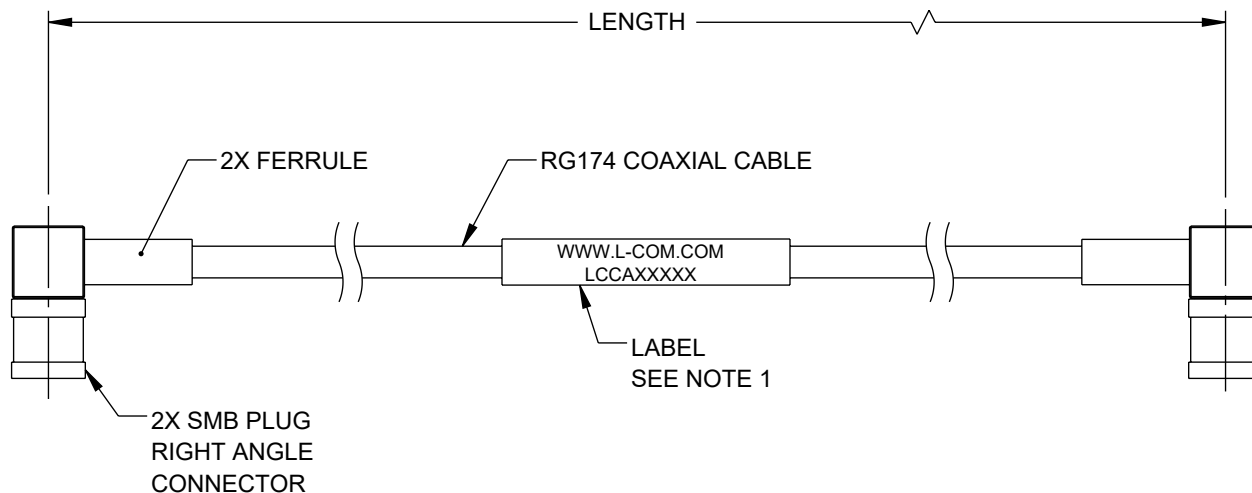 LENGTH
2X FERRULE
RG174 COAXIAL CABLE
WWW.L-COM.COM
LCCAXXXXX
LABEL
SEE NOTE 1
2X SMB PLUG
RIGHT ANGLE
CONNECTOR